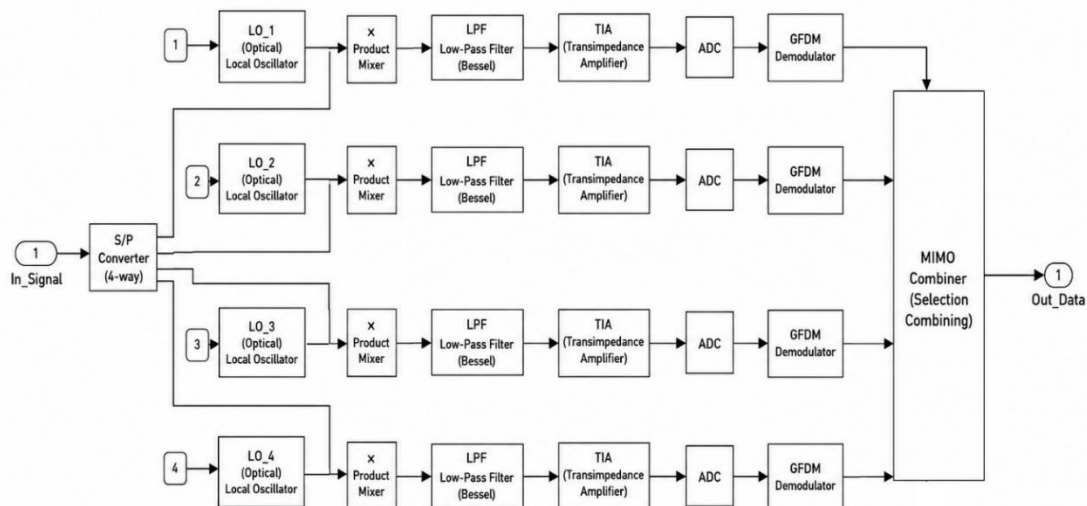 1
LO_1
(Optical)
Local Oscillator
x
Product
Mixer
LPF
Low-Pass Filter
(Bessel)
TIA
(Transimpedance
Amplifier)
ADC
GFDM
Demodulator
2
LO_2
(Optical)
Local Oscillator
x
Product
Mixer
LPF
Low-Pass Filter
(Bessel)
TIA
(Transimpedance
Amplifier)
ADC
GFDM
Demodulator
1
In_Signal
S/P
Converter
(4-way)
3
LO_3
(Optical)
Local Oscillator
x
Product
Mixer
LPF
Low-Pass Filter
(Bessel)
TIA
(Transimpedance
Amplifier)
ADC
GFDM
Demodulator
4
LO_4
(Optical)
Local Oscillator
x
Product
Mixer
LPF
Low-Pass Filter
(Bessel)
TIA
(Transimpedance
Amplifier)
ADC
GFDM
Demodulator
MIMO
Combiner
(Selection
Combining)
1
Out_Data